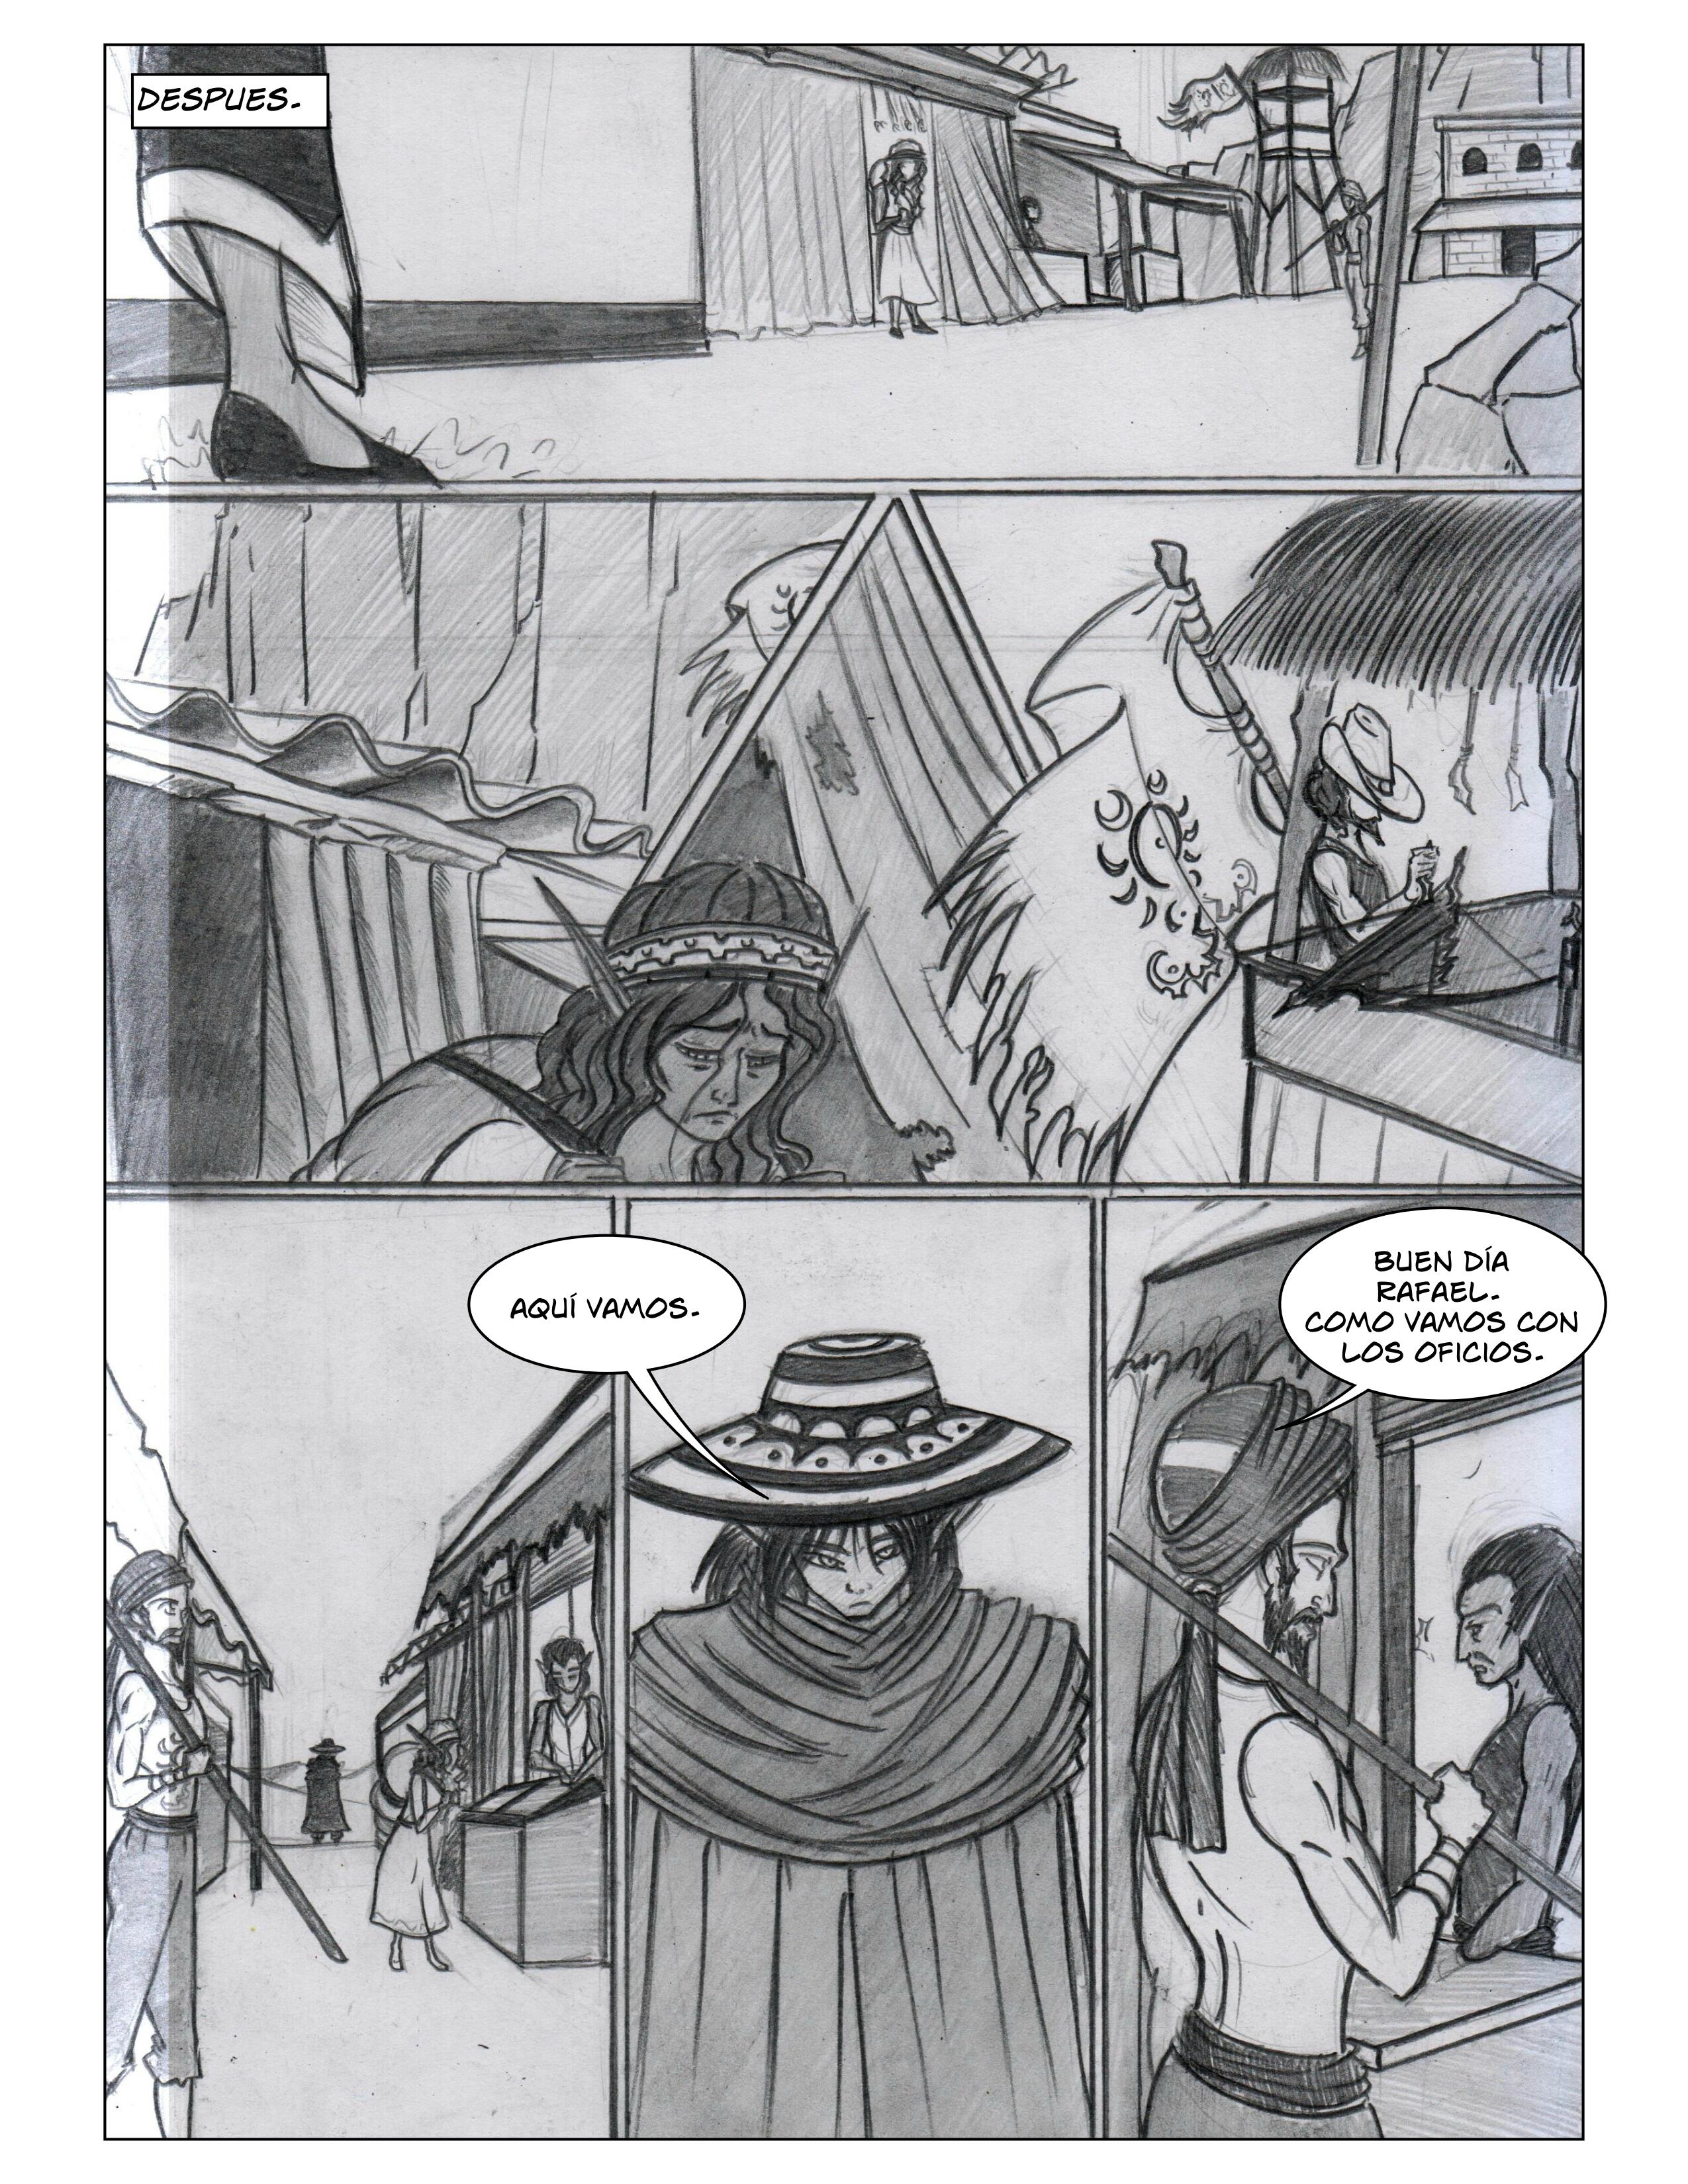 DESPUES.
AQUÍ VAMOS.
BUEN DÍA
RAFAEL.
COMO VAMOS CON
LOS OFICIOS.